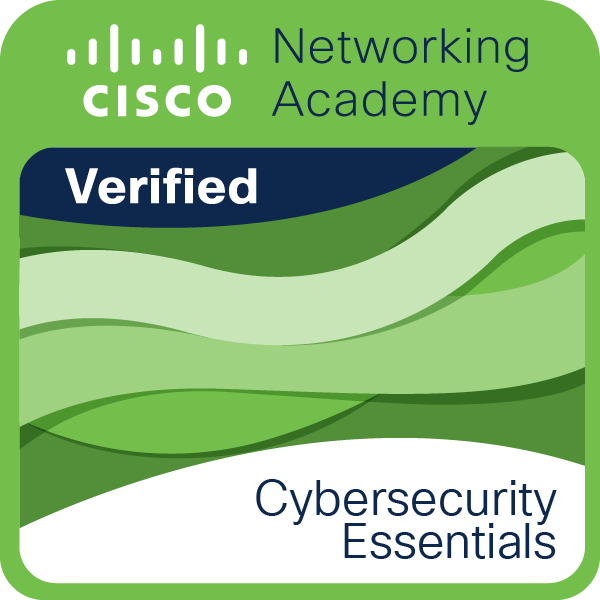 CISCO
Networking
Academy
Verified
Cybersecurity
Essentials